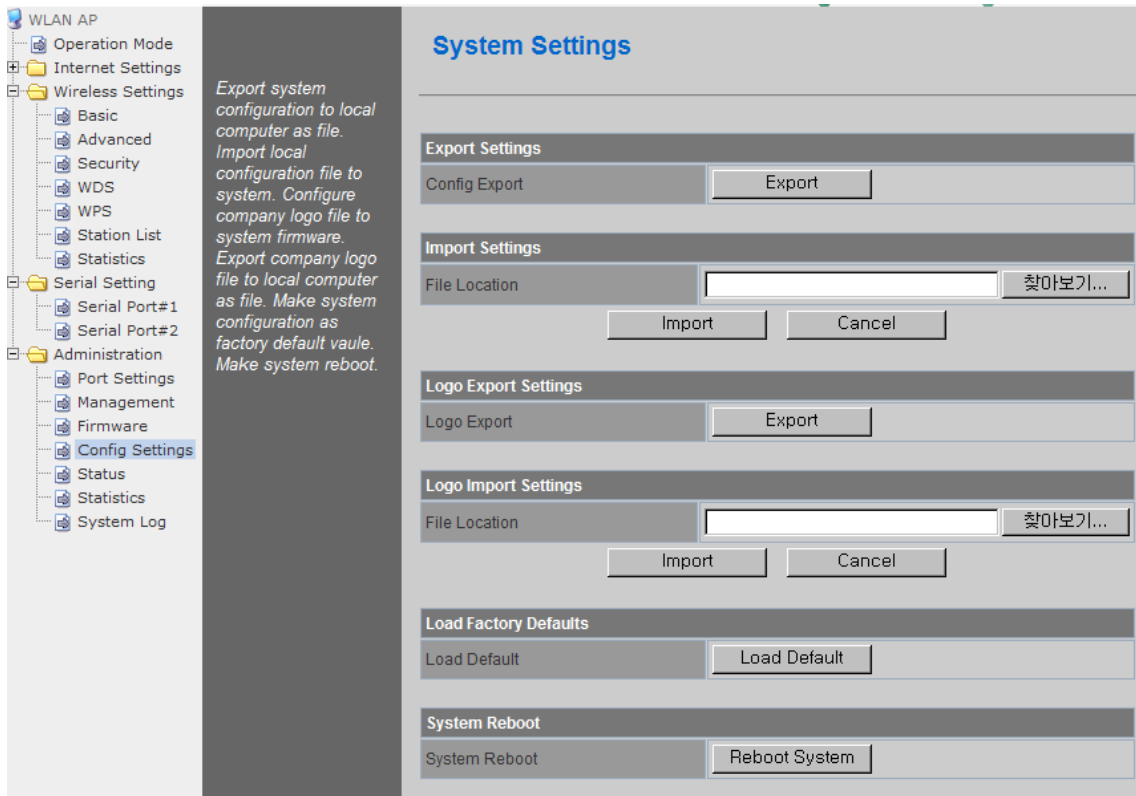 WLAN AP
Operation Mode
Internet Settings
Wireless Settings
Basic
Advanced
Security
WDS
WPS
Station List
Statistics
Serial Setting
Serial Port#1
Serial Port#2
Administration
Port Settings
Management
Firmware
Config Settings
Status
Statistics
System Log
Export system
configuration to local
computer as file.
Import local
configuration file to
system. Configure
company logo file to
system firmware.
Export company logo
file to local computer
as file. Make system
configuration as
factory default vaule.
Make system reboot.
System Settings
Export Settings
Config Export Export
Import Settings
File Location 찾아보기...
Import Cancel
Logo Export Settings
Logo Export Export
Logo Import Settings
File Location 찾아보기...
Import Cancel
Load Factory Defaults
Load Default Load Default
System Reboot
System Reboot Reboot System